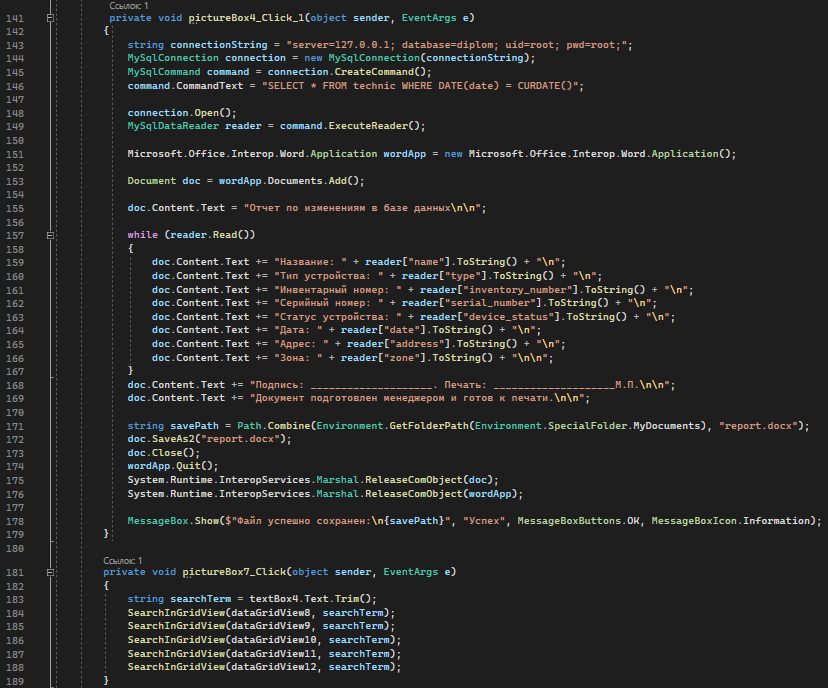 Ссылок: 1
141 private void pictureBox4_Click_1(object sender, EventArgs e)
142 {
143 string connectionString = "server=127.0.0.1; database=diplom; uid=root; pwd=root;";
144 MySqlConnection connection = new MySqlConnection(connectionString);
145 MySqlCommand command = connection.CreateCommand();
146 command.CommandText = "SELECT * FROM technic WHERE DATE(date) = CURDATE()";
147
148 connection.Open();
149 MySqlDataReader reader = command.ExecuteReader();
150
151 Microsoft.Office.Interop.Word.Application wordApp = new Microsoft.Office.Interop.Word.Application();
152
153 Document doc = wordApp.Documents.Add();
154
155 doc.Content.Text = "Отчет по изменениям в базе данных\n\n";
156
157 while (reader.Read())
158 {
159 doc.Content.Text += "Название: " + reader["name"].ToString() + "\n";
160 doc.Content.Text += "Тип устройства: " + reader["type"].ToString() + "\n";
161 doc.Content.Text += "Инвентарный номер: " + reader["inventory_number"].ToString() + "\n";
162 doc.Content.Text += "Серийный номер: " + reader["serial_number"].ToString() + "\n";
163 doc.Content.Text += "Статус устройства: " + reader["device_status"].ToString() + "\n";
164 doc.Content.Text += "Дата: " + reader["date"].ToString() + "\n";
165 doc.Content.Text += "Адрес: " + reader["address"].ToString() + "\n";
166 doc.Content.Text += "Зона: " + reader["zone"].ToString() + "\n\n";
167 }
168 doc.Content.Text += "Подпись: ____________________. Печать: ____________________М.П.\n\n";
169 doc.Content.Text += "Документ подготовлен менеджером и готов к печати.\n\n";
170
171 string savePath = Path.Combine(Environment.GetFolderPath(Environment.SpecialFolder.MyDocuments), "report.docx");
172 doc.SaveAs2("report.docx");
173 doc.Close();
174 wordApp.Quit();
175 System.Runtime.InteropServices.Marshal.ReleaseComObject(doc);
176 System.Runtime.InteropServices.Marshal.ReleaseComObject(wordApp);
177
178 MessageBox.Show($"Файл успешно сохранен:\n{savePath}", "Успех", MessageBoxButtons.OK, MessageBoxIcon.Information);
179 }
180
Ссылок: 1
181 private void pictureBox7_Click(object sender, EventArgs e)
182 {
183 string searchTerm = textBox4.Text.Trim();
184 SearchInGridView(dataGridView8, searchTerm);
185 SearchInGridView(dataGridView9, searchTerm);
186 SearchInGridView(dataGridView10, searchTerm);
187 SearchInGridView(dataGridView11, searchTerm);
188 SearchInGridView(dataGridView12, searchTerm);
189 }